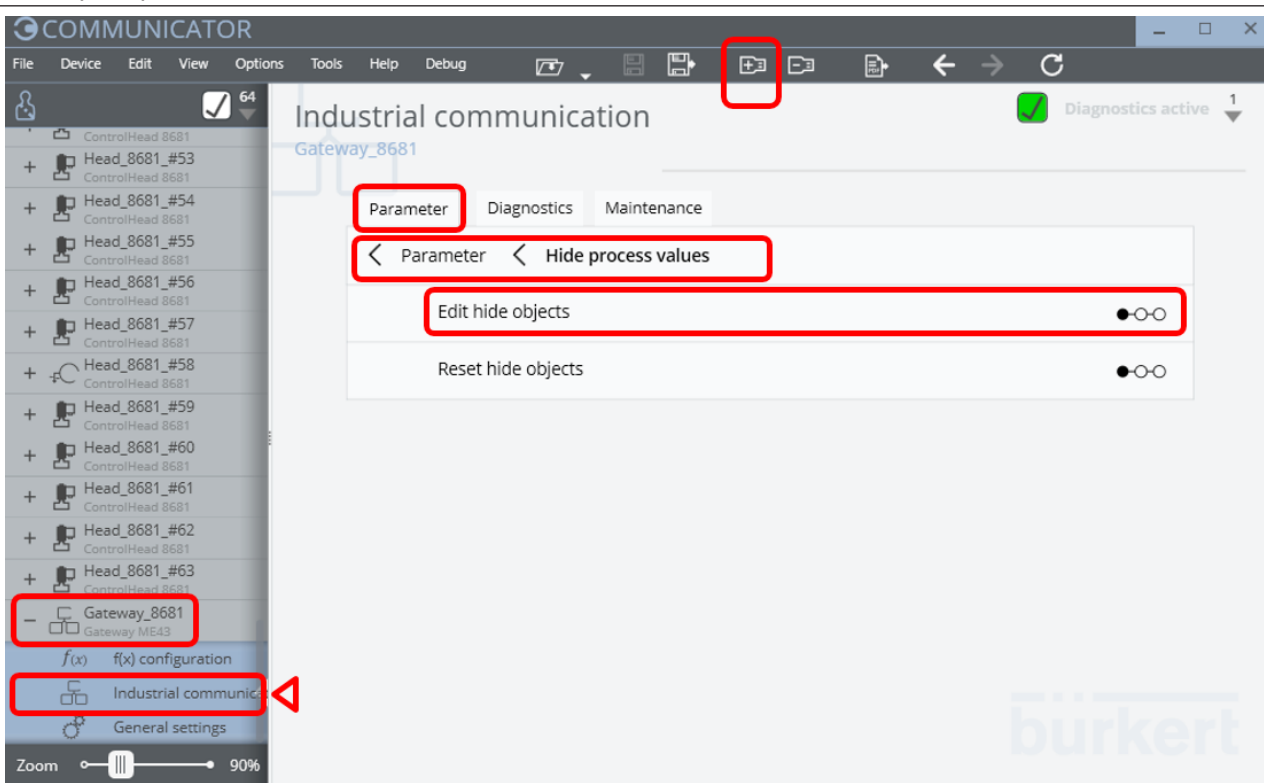 COMMUNICATOR
File Device Edit View Options Tools Help Debug
PDF
64
ControlHead 8681
Head_8681_#53
ControlHead 8681
Head_8681_#54
ControlHead 8681
Head_8681_#55
ControlHead 8681
Head_8681_#56
ControlHead 8681
Head_8681_#57
ControlHead 8681
Head_8681_#58
ControlHead 8681
Head_8681_#59
ControlHead 8681
Head_8681_#60
ControlHead 8681
Head_8681_#61
ControlHead 8681
Head_8681_#62
ControlHead 8681
Head_8681_#63
ControlHead 8681
Gateway_8681
Gateway ME43
f(x) f(x) configuration
Industrial communica
General settings
Zoom 90%
Industrial communication
Gateway_8681
Diagnostics active 1
Parameter Diagnostics Maintenance
Parameter Hide process values
Edit hide objects
Reset hide objects
bürkert